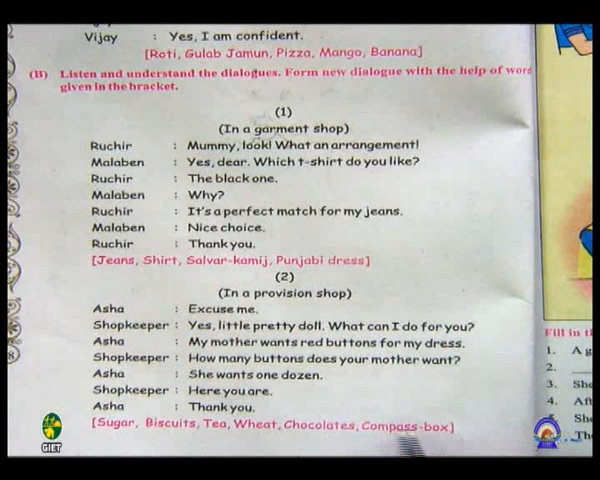 Vijay : Yes, I am confident.
[Roti, Gulab Jamun, Pizza, Mango, Banana]
(B) Listen and understand the dialogues. Form new dialogue with the help of word
given in the bracket.
(1)
(In a garment shop)
Ruchir : Mummy, look! What an arrangement!
Malaben : Yes, dear. Which t-shirt do you like?
Ruchir : The black one.
Malaben : Why?
Ruchir : It's a perfect match for my jeans.
Malaben : Nice choice.
Ruchir : Thank you.
[Jeans, Shirt, Salvar-kamij, Punjabi dress]
(2)
(In a provision shop)
Asha : Excuse me.
Shopkeeper : Yes, little pretty doll. What can I do for you?
Asha : My mother wants red buttons for my dress.
Shopkeeper : How many buttons does your mother want?
Asha : She wants one dozen.
Shopkeeper : Here you are.
Asha : Thank you.
[Sugar, Biscuits, Tea, Wheat, Chocolates, Compass-box]
Fill in t
1. A g
2.
3. She
4. Aft
5. She
The
GIET